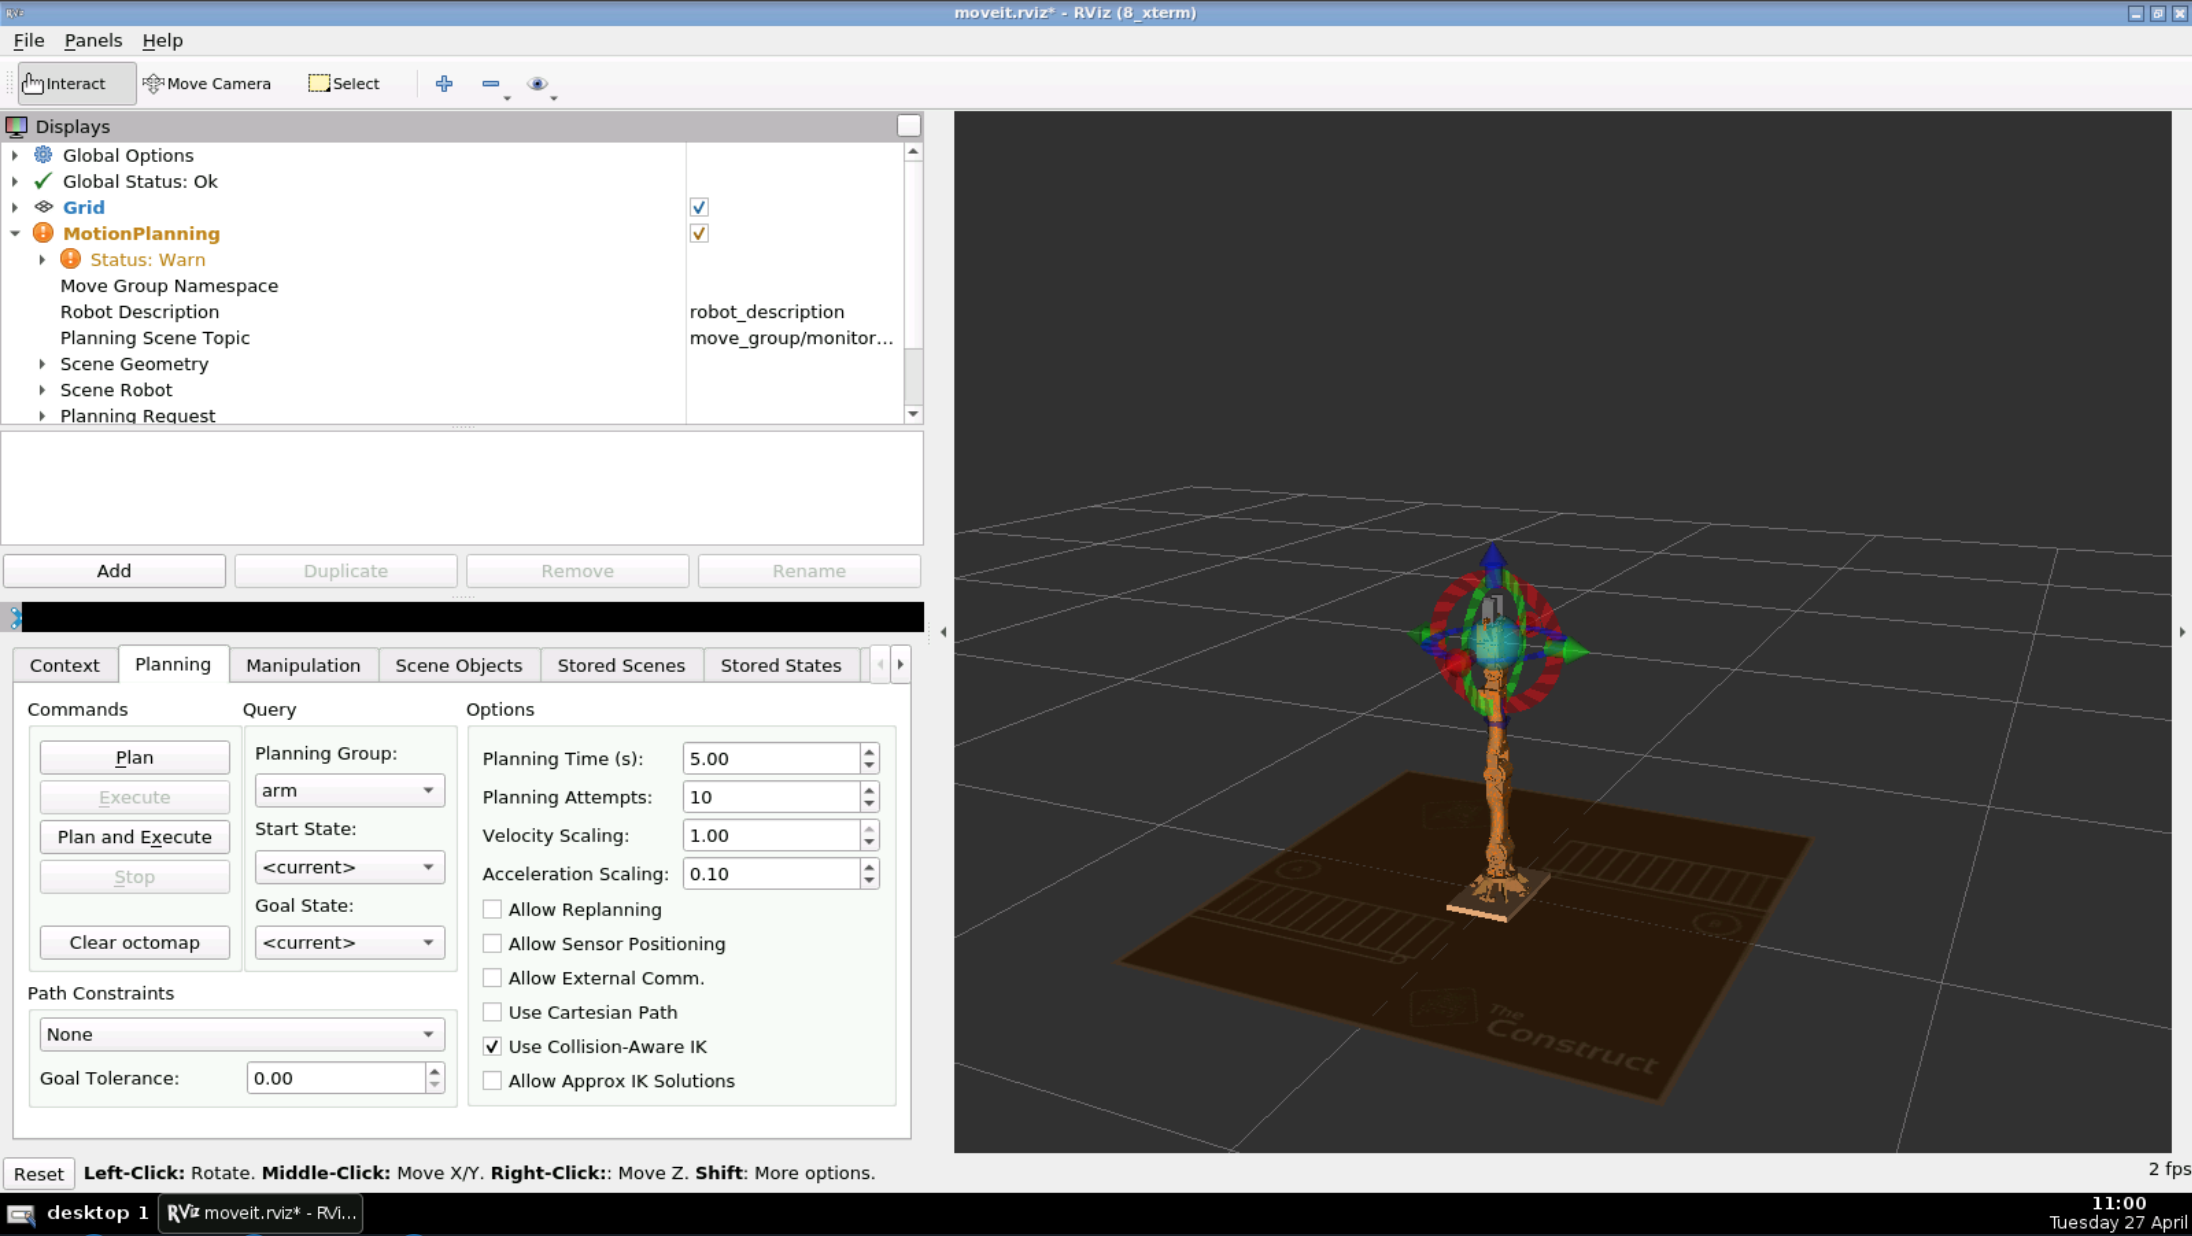 moveit.rviz* - RViz (8_xterm)
File Panels Help
Interact Move Camera Select
Displays
Global Options
Global Status: Ok
Grid
MotionPlanning
Status: Warn
Move Group Namespace
Robot Description robot_description
Planning Scene Topic move_group/monitor...
Scene Geometry
Scene Robot
Planning Request
Add Duplicate Remove Rename
Context Planning Manipulation Scene Objects Stored Scenes Stored States
Commands Query Options
Plan
Execute
Plan and Execute
Stop
Clear octomap
Planning Group:
arm
Start State:
<current>
Goal State:
<current>
Path Constraints
None
Goal Tolerance: 0.00
Planning Time (s): 5.00
Planning Attempts: 10
Velocity Scaling: 1.00
Acceleration Scaling: 0.10
Allow Replanning
Allow Sensor Positioning
Allow External Comm.
Use Cartesian Path
Use Collision-Aware IK
Allow Approx IK Solutions
The
Construct
Reset Left-Click: Rotate. Middle-Click: Move X/Y. Right-Click:: Move Z. Shift: More options.
2 fps
desktop 1 RViz moveit.rviz* - RVi...
11:00
Tuesday 27 April